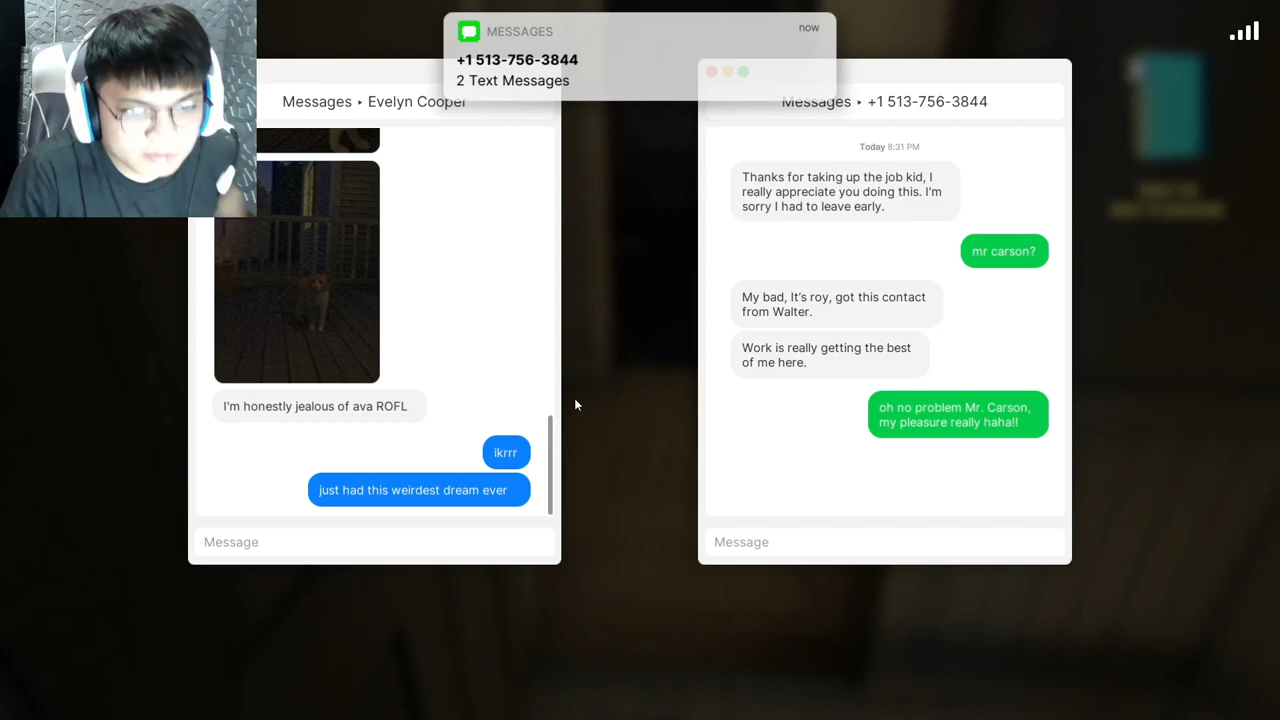 MESSAGES
now
+1 513-756-3844
2 Text Messages
Messages ▸ Evelyn Cooper
I'm honestly jealous of ava ROFL
ikrrr
just had this weirdest dream ever
Message
Messages ▸ +1 513-756-3844
Today 8:31 PM
Thanks for taking up the job kid, I
really appreciate you doing this. I'm
sorry I had to leave early.
mr carson?
My bad, It's roy, got this contact
from Walter.
Work is really getting the best
of me here.
oh no problem Mr. Carson,
my pleasure really haha!!
Message